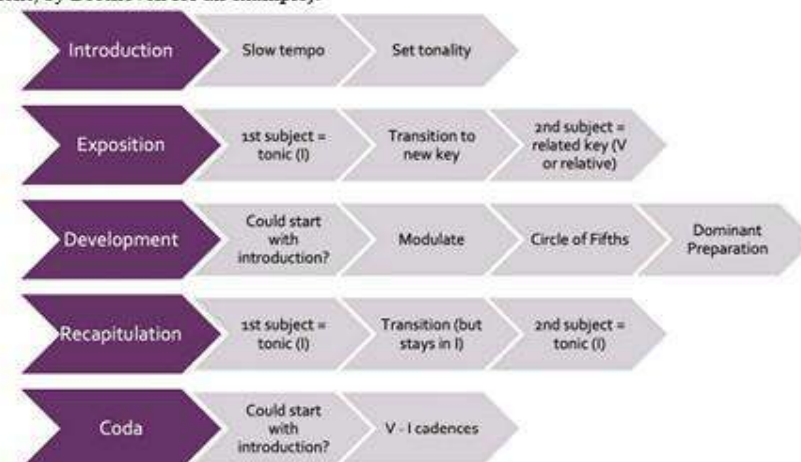 Introduction
Slow tempo
Set tonality
Exposition
1st subject =
tonic (I)
Transition to
new key
2nd subject =
related key (V
or relative)
Development
Could start
with
introduction?
Modulate
Circle of Fifths
Dominant
Preparation
Recapitulation
1st subject =
tonic (I)
Transition (but
stays in I)
2nd subject =
tonic (I)
Coda
Could start
with
introduction?
V - I cadences